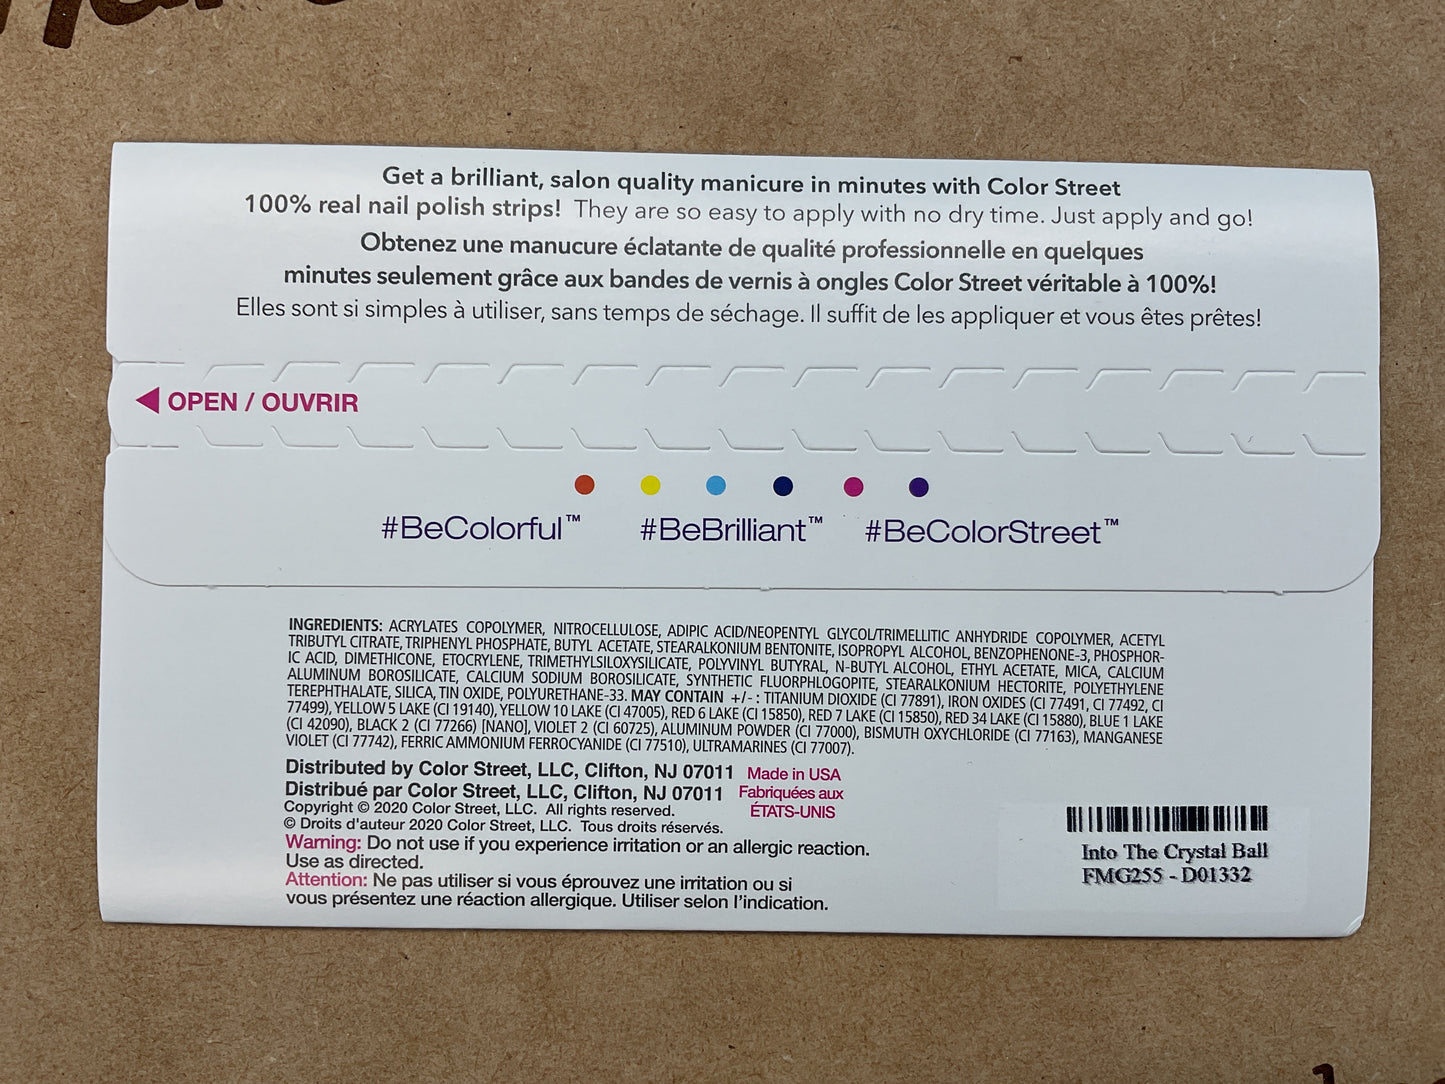 Get a brilliant, salon quality manicure in minutes with Color Street
100% real nail polish strips! They are so easy to apply with no dry time. Just apply and go!
Obtenez une manucure éclatante de qualité professionnelle en quelques
minutes seulement grâce aux bandes de vernis à ongles Color Street véritable à 100%!
Elles sont si simples à utiliser, sans temps de séchage. Il suffit de les appliquer et vous êtes prêtes!
OPEN / OUVRIR
#BeColorful™ #BeBrilliant™ #BeColorStreet™
INGREDIENTS: ACRYLATES COPOLYMER, NITROCELLULOSE, ADIPIC ACID/NEOPENTYL GLYCOL/TRIMELLITIC ANHYDRIDE COPOLYMER, ACETYL
TRIBUTYL CITRATE, TRIPHENYL PHOSPHATE, BUTYL ACETATE, STEARALKONIUM BENTONITE, ISOPROPYL ALCOHOL, BENZOPHENONE-3, PHOSPHOR-
IC ACID, DIMETHICONE, ETOCRYLENE, TRIMETHYLSILOXYSILICATE, POLYVINYL BUTYRAL, N-BUTYL ALCOHOL, ETHYL ACETATE, MICA, CALCIUM
ALUMINUM BOROSILICATE, CALCIUM SODIUM BOROSILICATE, SYNTHETIC FLUORPHLOGOPITE, STEARALKONIUM HECTORITE, POLYETHYLENE
TEREPHTHALATE, SILICA, TIN OXIDE, POLYURETHANE-33. MAY CONTAIN +/- : TITANIUM DIOXIDE (CI 77891), IRON OXIDES (CI 77491, CI 77492, CI
77499), YELLOW 5 LAKE (CI 19140), YELLOW 10 LAKE (CI 47005), RED 6 LAKE (CI 15850), RED 7 LAKE (CI 15850), RED 34 LAKE (CI 15880), BLUE 1 LAKE
(CI 42090), BLACK 2 (CI 77266) [NANO], VIOLET 2 (CI 60725), ALUMINUM POWDER (CI 77000), BISMUTH OXYCHLORIDE (CI 77163), MANGANESE
VIOLET (CI 77742), FERRIC AMMONIUM FERROCYANIDE (CI 77510), ULTRAMARINES (CI 77007).
Distributed by Color Street, LLC, Clifton, NJ 07011 Made in USA
Distribué par Color Street, LLC, Clifton, NJ 07011 Fabriquées aux
Copyright © 2020 Color Street, LLC. All rights reserved. ÉTATS-UNIS
© Droits d'auteur 2020 Color Street, LLC. Tous droits réservés.
Warning: Do not use if you experience irritation or an allergic reaction.
Use as directed.
Attention: Ne pas utiliser si vous éprouvez une irritation ou si
vous présentez une réaction allergique. Utiliser selon l'indication.
Into The Crystal Ball
FMG255 - D01332